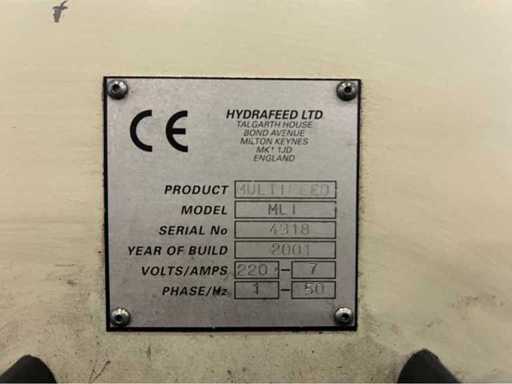 CE
HYDRAFEED LTD
TALGARTH HOUSE
BOND AVENUE
MILTON KEYNES
MK1 1JD
ENGLAND
PRODUCT MULTIFEED
MODEL ML1
SERIAL No 4318
YEAR OF BUILD 2001
VOLTS/AMPS 220 - 7
PHASE/Hz 1 - 50